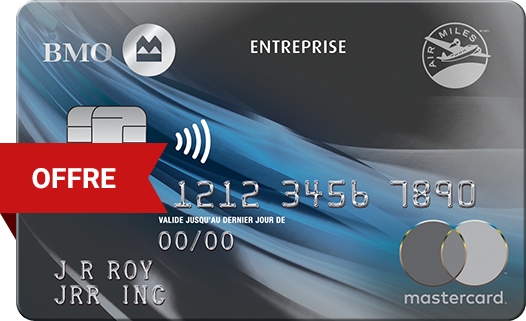 BMO
ENTREPRISE
AIR MILES
OFFRE
1212 3456 7890
VALIDE JUSQU'AU DERNIER JOUR DE
00/00
J R ROY
JRR INC
mastercard.